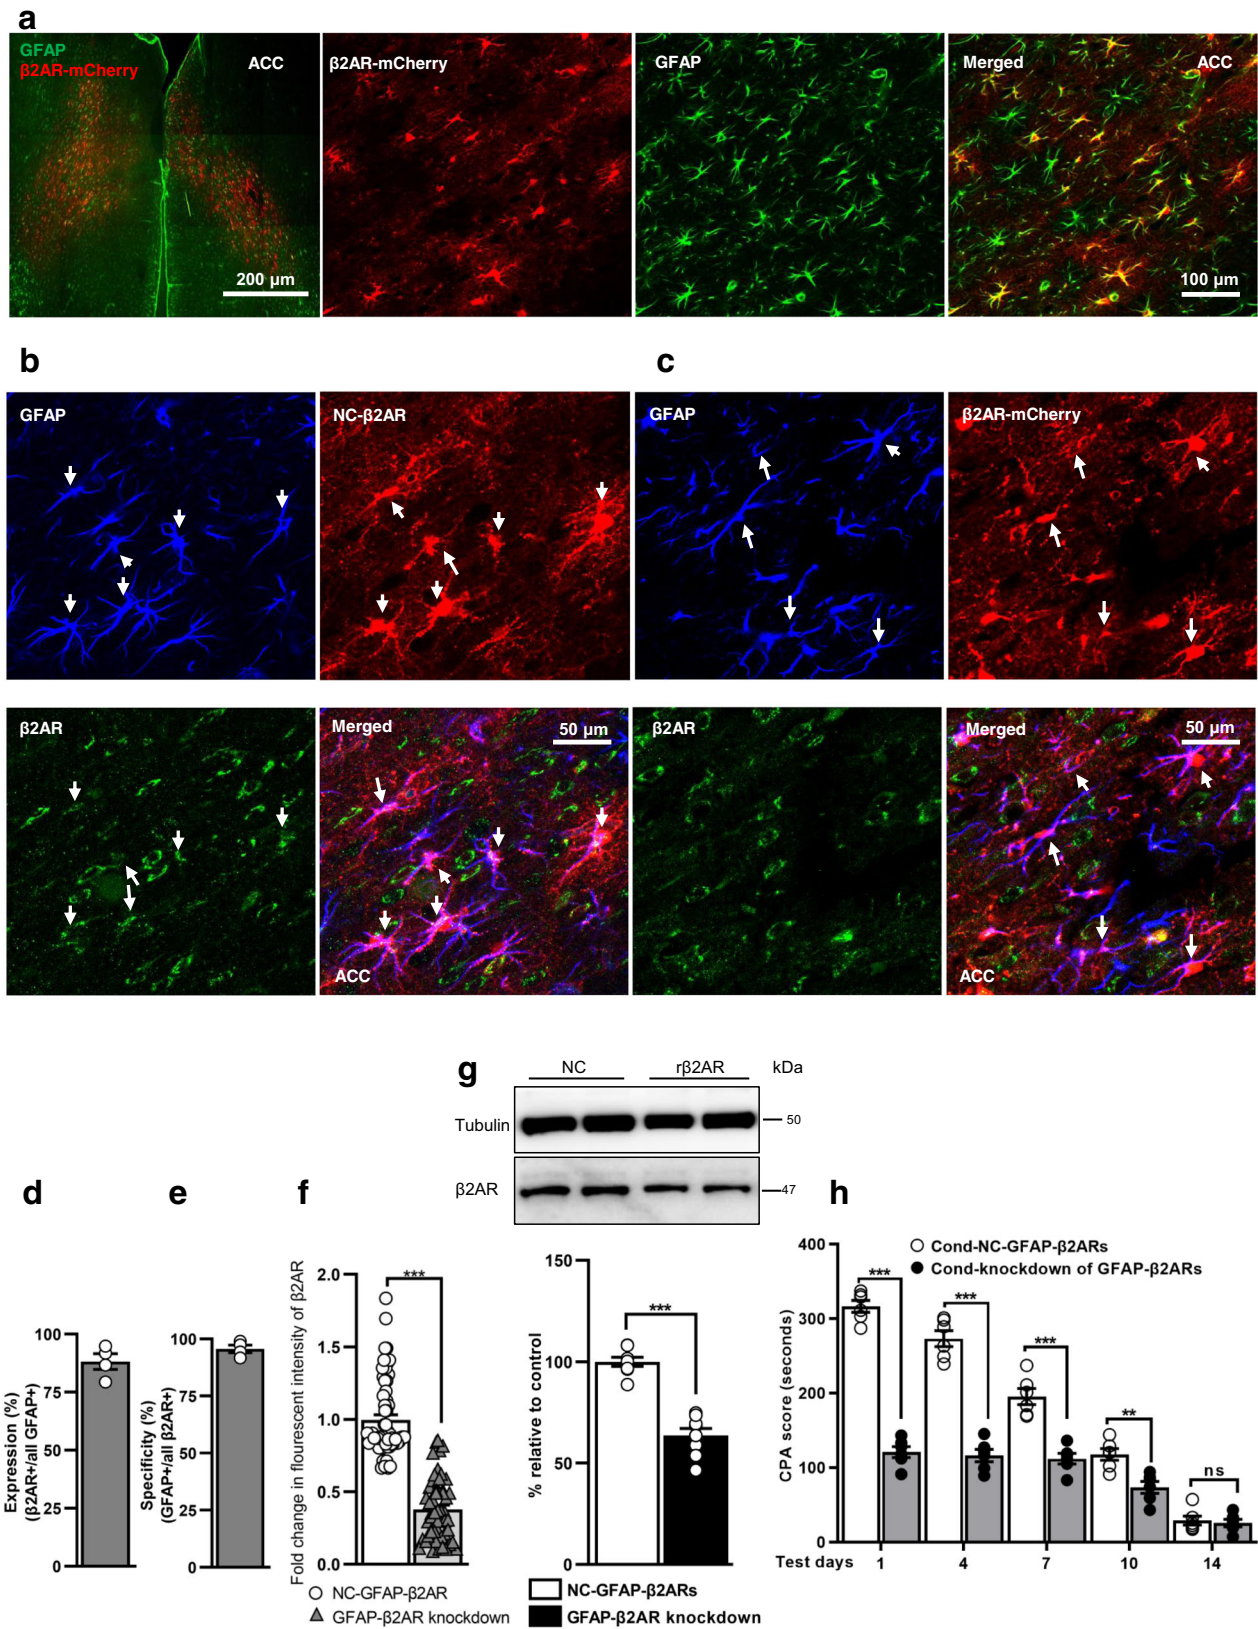 a
GFAP
β2AR-mCherry
ACC
200 µm
β2AR-mCherry
GFAP
Merged
ACC
100 µm
b
GFAP
NC-β2AR
β2AR
Merged
50 µm
ACC
c
GFAP
β2AR-mCherry
β2AR
Merged
50 µm
ACC
d
Expression (%)
(β2AR+/all GFAP+)
100
75
50
25
0
e
Specificity (%)
(GFAP+/all β2AR+)
100
75
50
25
0
f
Fold change in flourescent intensity of β2AR
2.0
1.5
1.0
0.5
0.0
***
NC-GFAP-β2AR
GFAP-β2AR knockdown
g
NC
rβ2AR
kDa
Tubulin
50
β2AR
47
% relative to control
150
100
50
0
***
NC-GFAP-β2ARs
GFAP-β2AR knockdown
h
Cond-NC-GFAP-β2ARs
Cond-knockdown of GFAP-β2ARs
CPA score (seconds)
400
300
200
100
0
***
***
***
**
ns
Test days 1 4 7 10 14